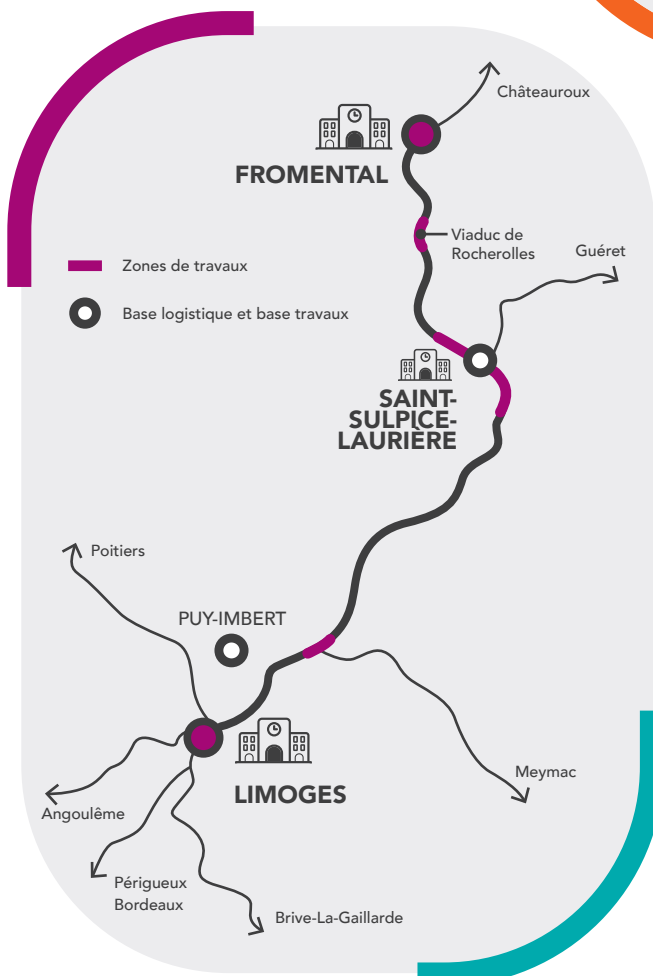 Châteauroux
FROMENTAL
Viaduc de
Rocherolles
Guéret
Zones de travaux
Base logistique et base travaux
SAINT-
SULPICE-
LAURIÈRE
Poitiers
PUY-IMBERT
LIMOGES
Meymac
Angoulême
Périgueux
Bordeaux
Brive-La-Gaillarde